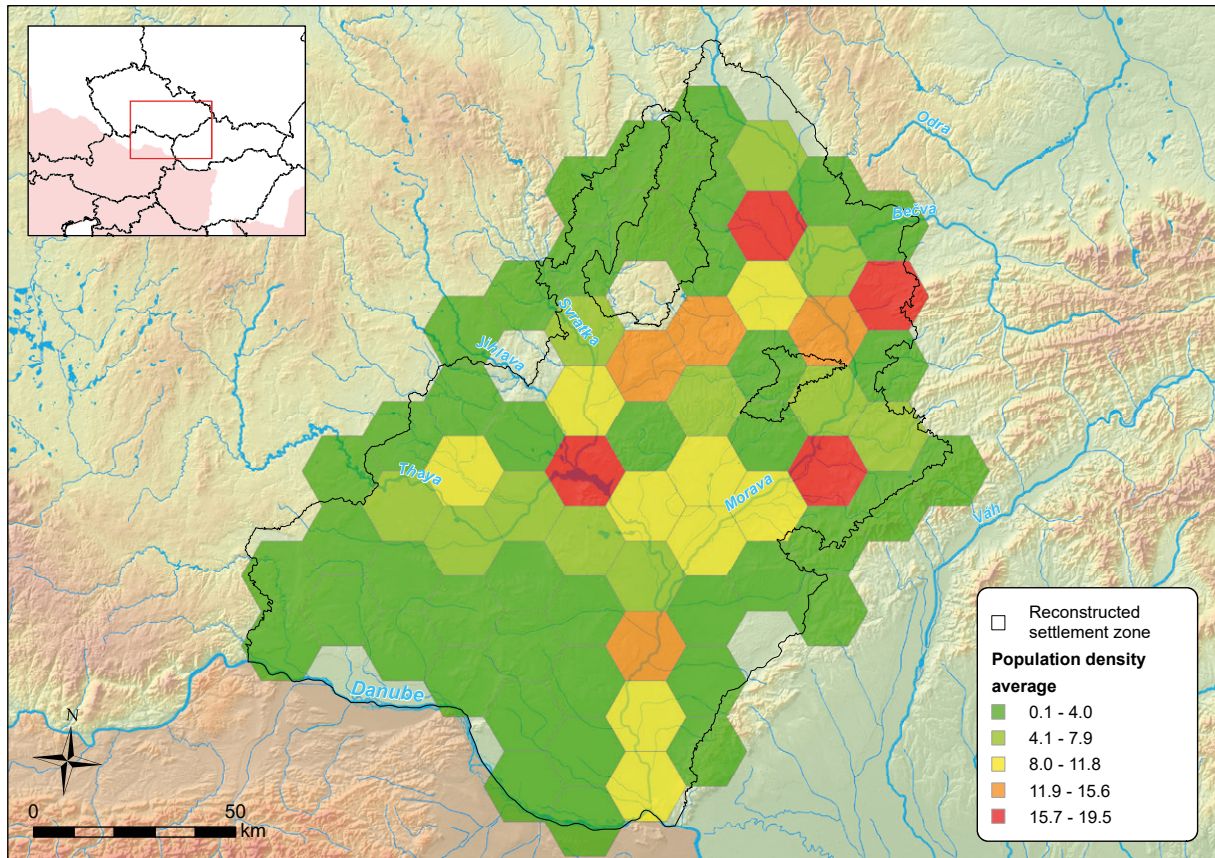 Odra
Bečva
Svratka
Jihlava
Thaya
Morava
Váh
Danube
N
0 50
km
Reconstructed
settlement zone
Population density
average
0.1 - 4.0
4.1 - 7.9
8.0 - 11.8
11.9 - 15.6
15.7 - 19.5